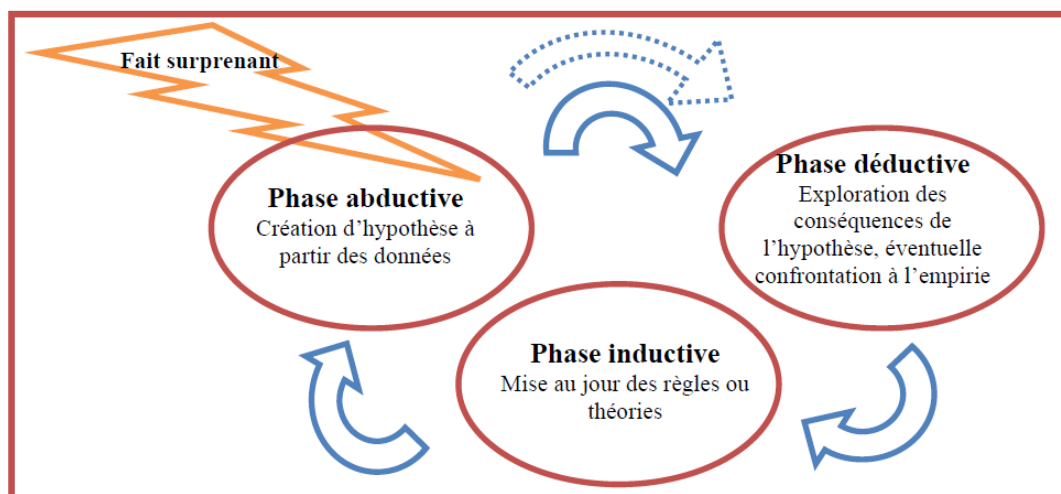 Fait surprenant
Phase abductive
Création d’hypothèse à
partir des données
Phase déductive
Exploration des
conséquences de
l’hypothèse, éventuelle
confrontation à l’empirie
Phase inductive
Mise au jour des règles ou
théories